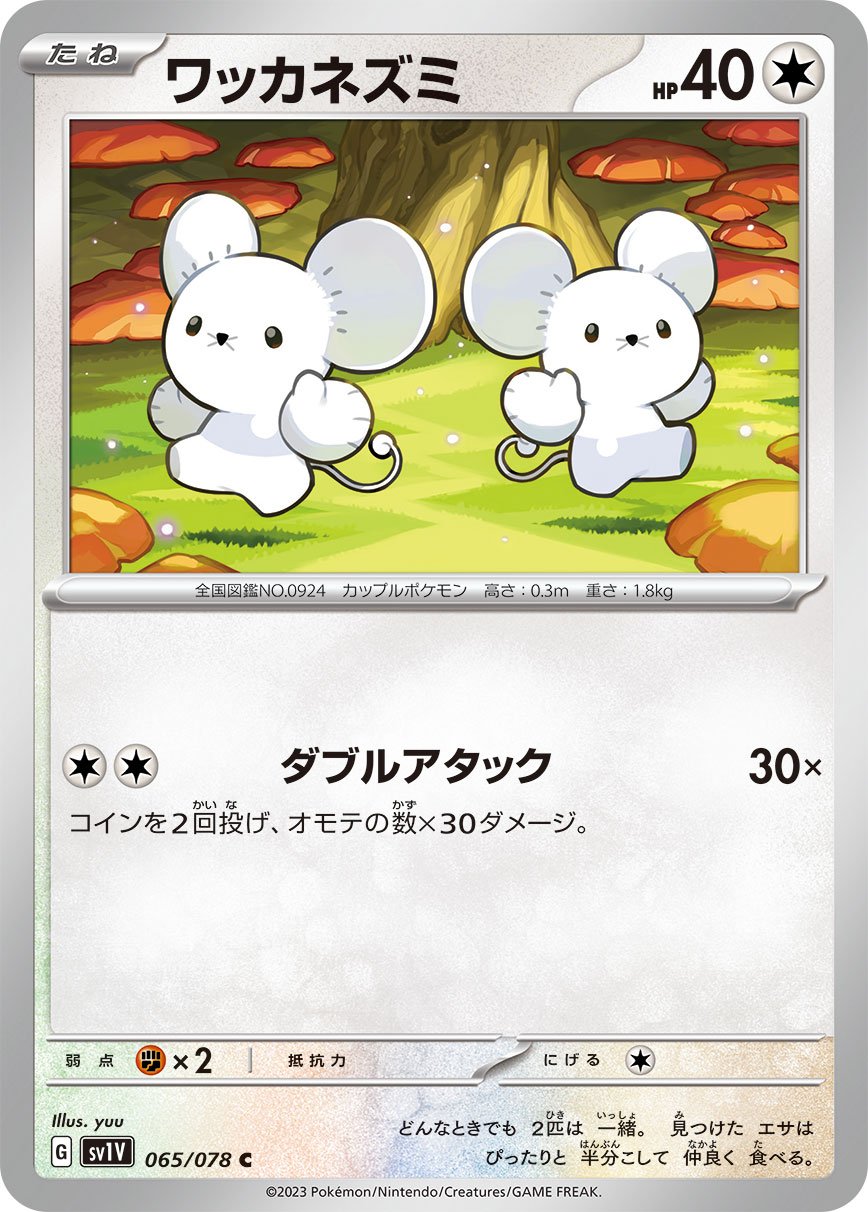 たね ワッカネズミ HP40
全国図鑑NO.0924 カップルポケモン 高さ：0.3m 重さ：1.8kg
ダブルアタック 30×
コインを2回投げ、オモテの数×30ダメージ。
弱点 ×2 抵抗力 にげる
Illus. yuu
どんなときでも 2匹は 一緒。 見つけた エサは
ぴったりと 半分こして 仲良く 食べる。
G sv1V 065/078 C
©2023 Pokémon/Nintendo/Creatures/GAME FREAK.